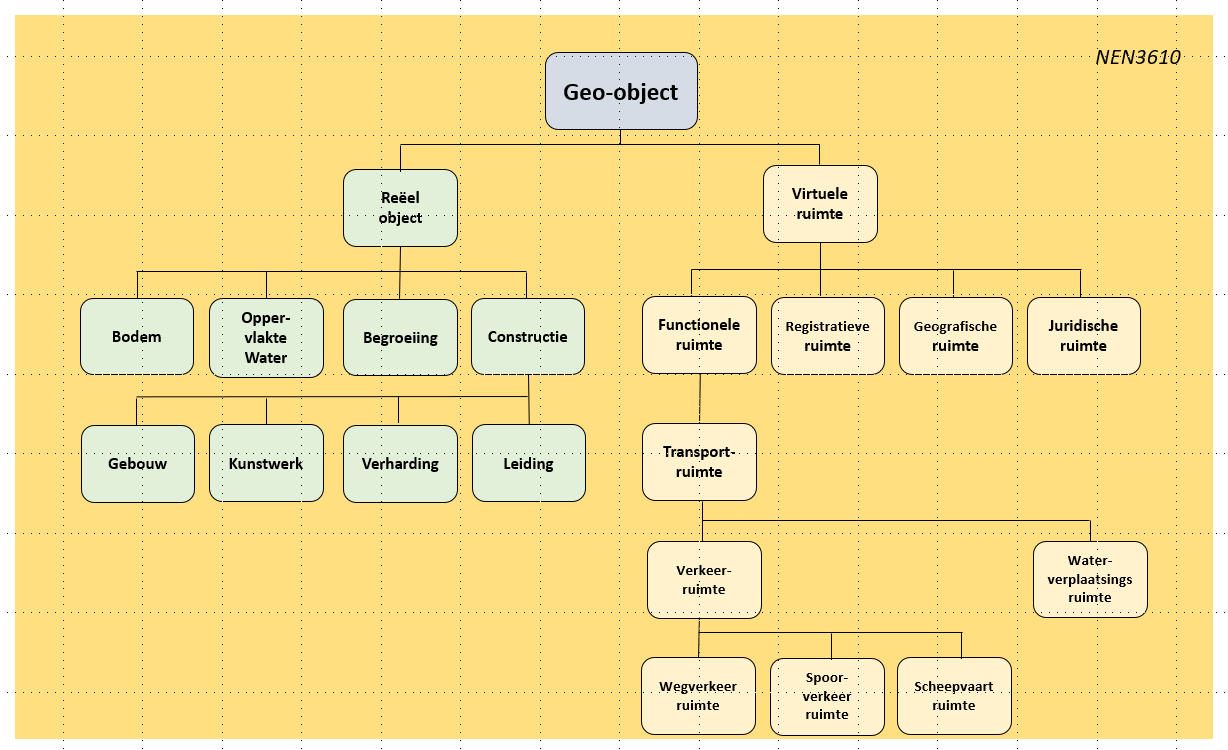 NEN3610
Geo-object
Reëel
object
Virtuele
ruimte
Bodem
Opper-
vlakte
Water
Begroeiing
Constructie
Functionele
ruimte
Registratieve
ruimte
Geografische
ruimte
Juridische
ruimte
Gebouw
Kunstwerk
Verharding
Leiding
Transport-
ruimte
Verkeer-
ruimte
Water-
verplaatsings
ruimte
Wegverkeer
ruimte
Spoor-
verkeer
ruimte
Scheepvaart
ruimte